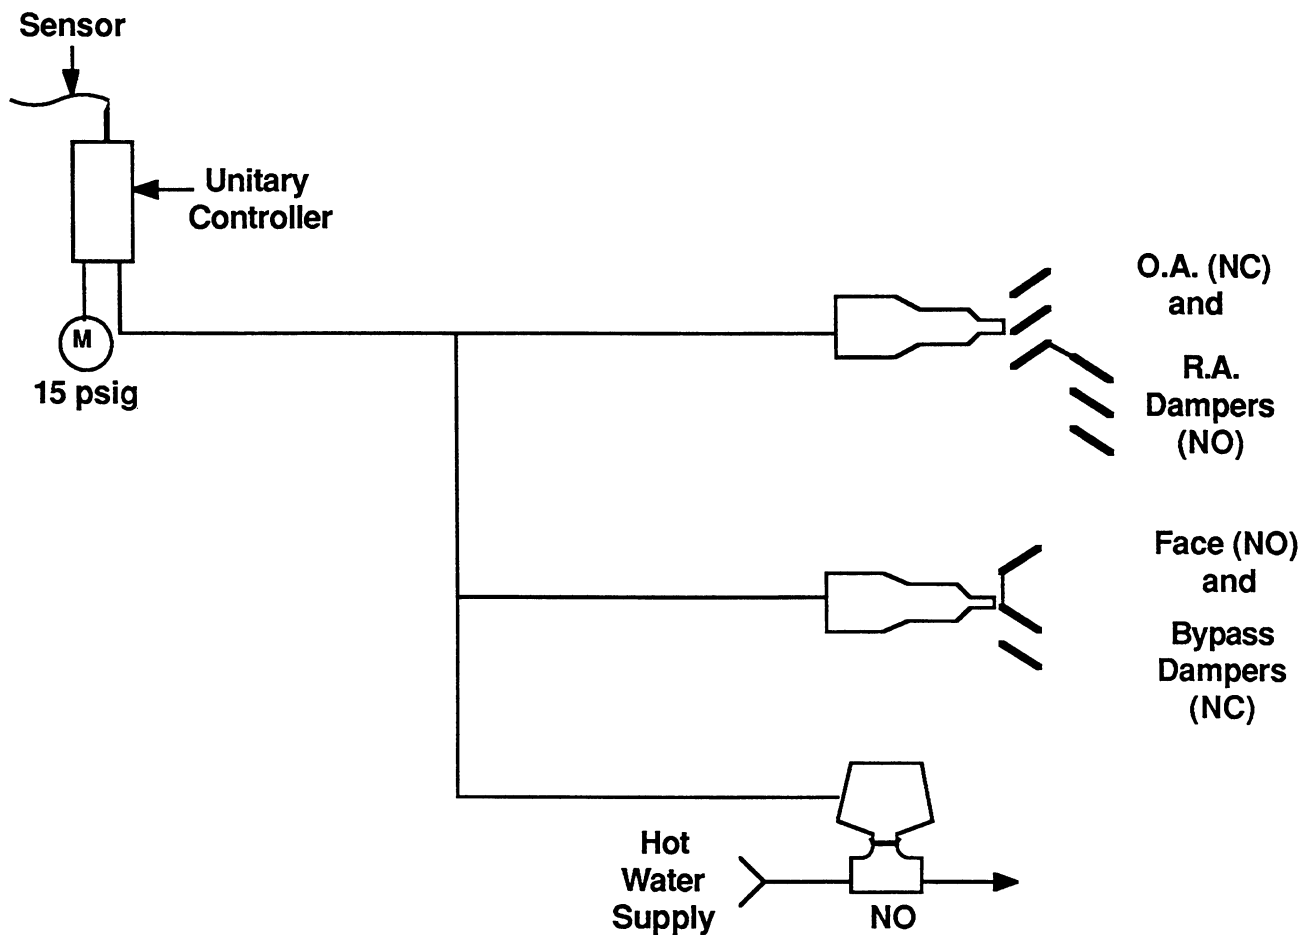 Sensor
Unitary
Controller
M
15 psig
O.A. (NC)
and
R.A.
Dampers
(NO)
Face (NO)
and
Bypass
Dampers
(NC)
Hot
Water
Supply
NO